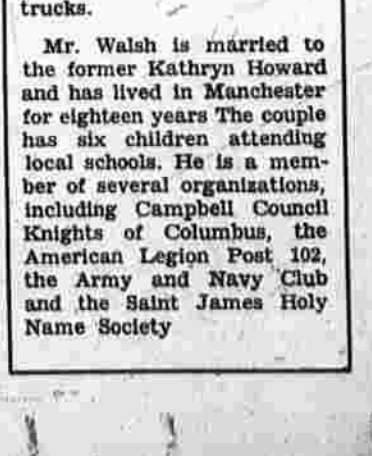 trucks.
Mr. Walsh is married to
the former Kathryn Howard
and has lived in Manchester
for eighteen years The couple
has six children attending
local schools. He is a mem-
ber of several organizations,
including Campbell Council
Knights of Columbus, the
American Legion Post 102,
the Army and Navy Club
and the Saint James Holy
Name Society